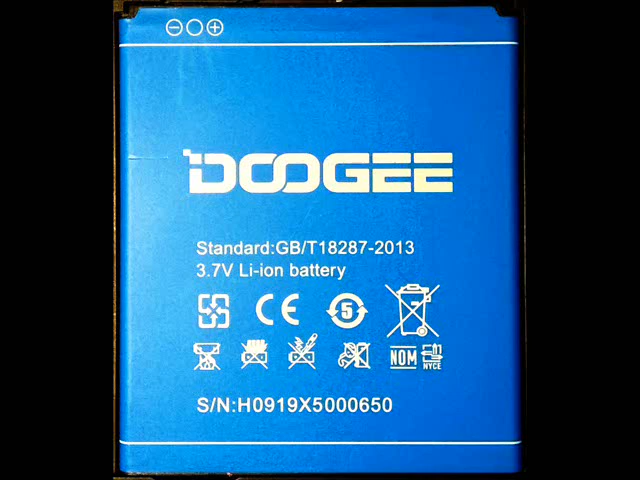 DOOGEE
Standard:GB/T18287-2013
3.7V Li-ion battery
CE 5
NOM NYCE
S/N:H0919X5000650